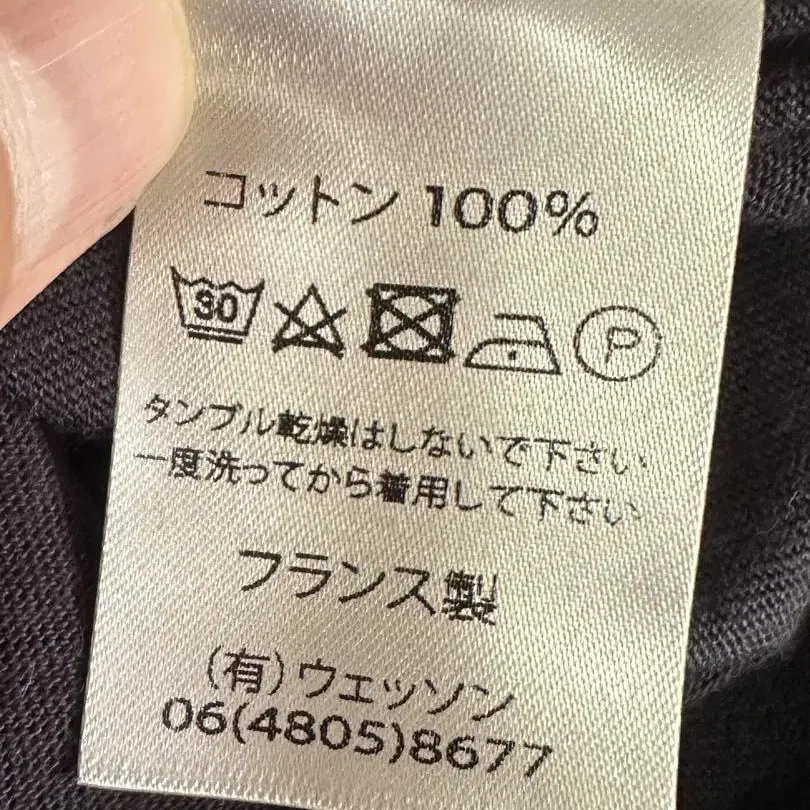 コットン 100%
30 P
タンブル乾燥はしないで下さい
一度洗ってから着用して下さい
フランス製
(有)ウェッソン
06(4805)8677